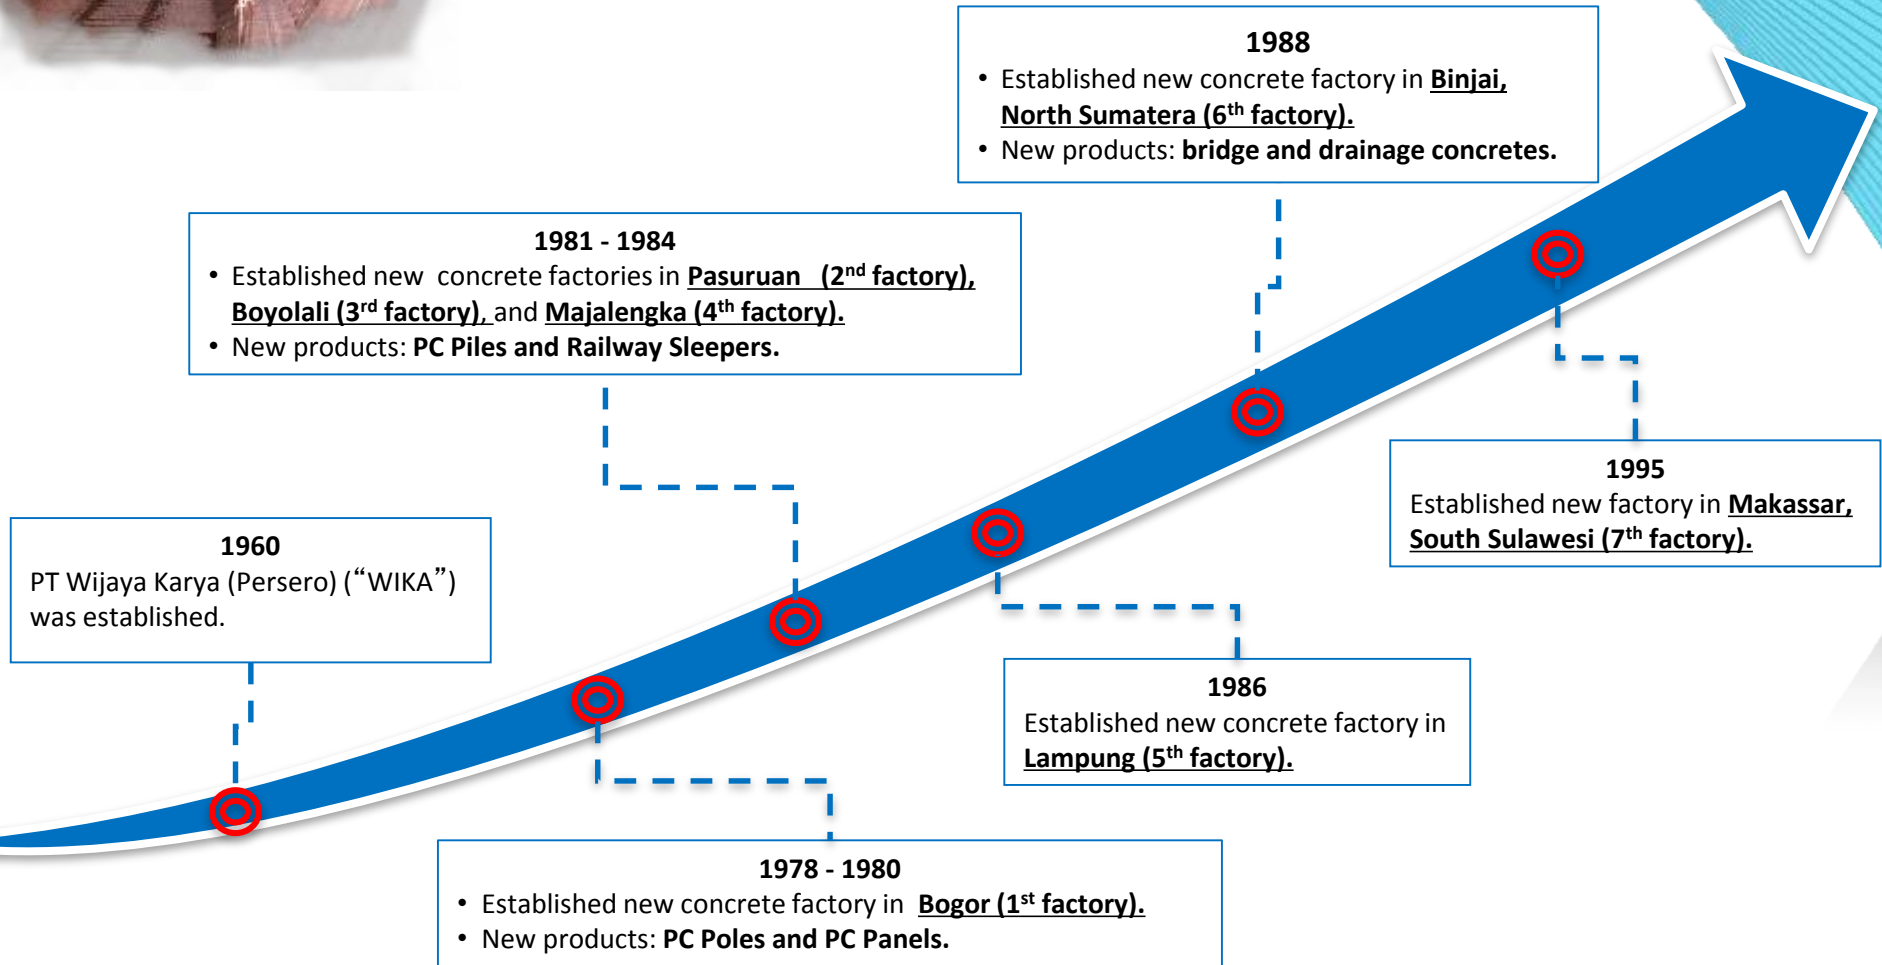 1988
• Established new concrete factory in Binjai,
North Sumatera (6th factory).
• New products: bridge and drainage concretes.
1981 - 1984
• Established new concrete factories in Pasuruan (2nd factory),
Boyolali (3rd factory), and Majalengka (4th factory).
• New products: PC Piles and Railway Sleepers.
1995
Established new factory in Makassar,
South Sulawesi (7th factory).
1960
PT Wijaya Karya (Persero) (“WIKA”)
was established.
1986
Established new concrete factory in
Lampung (5th factory).
1978 - 1980
• Established new concrete factory in Bogor (1st factory).
• New products: PC Poles and PC Panels.